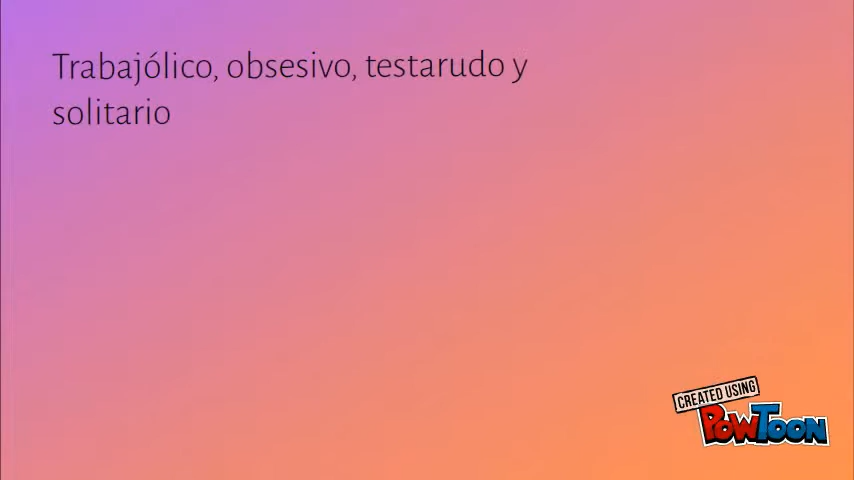 Trabajólico, obsesivo, testarudo y
solitario
CREATED USING
POWTOON